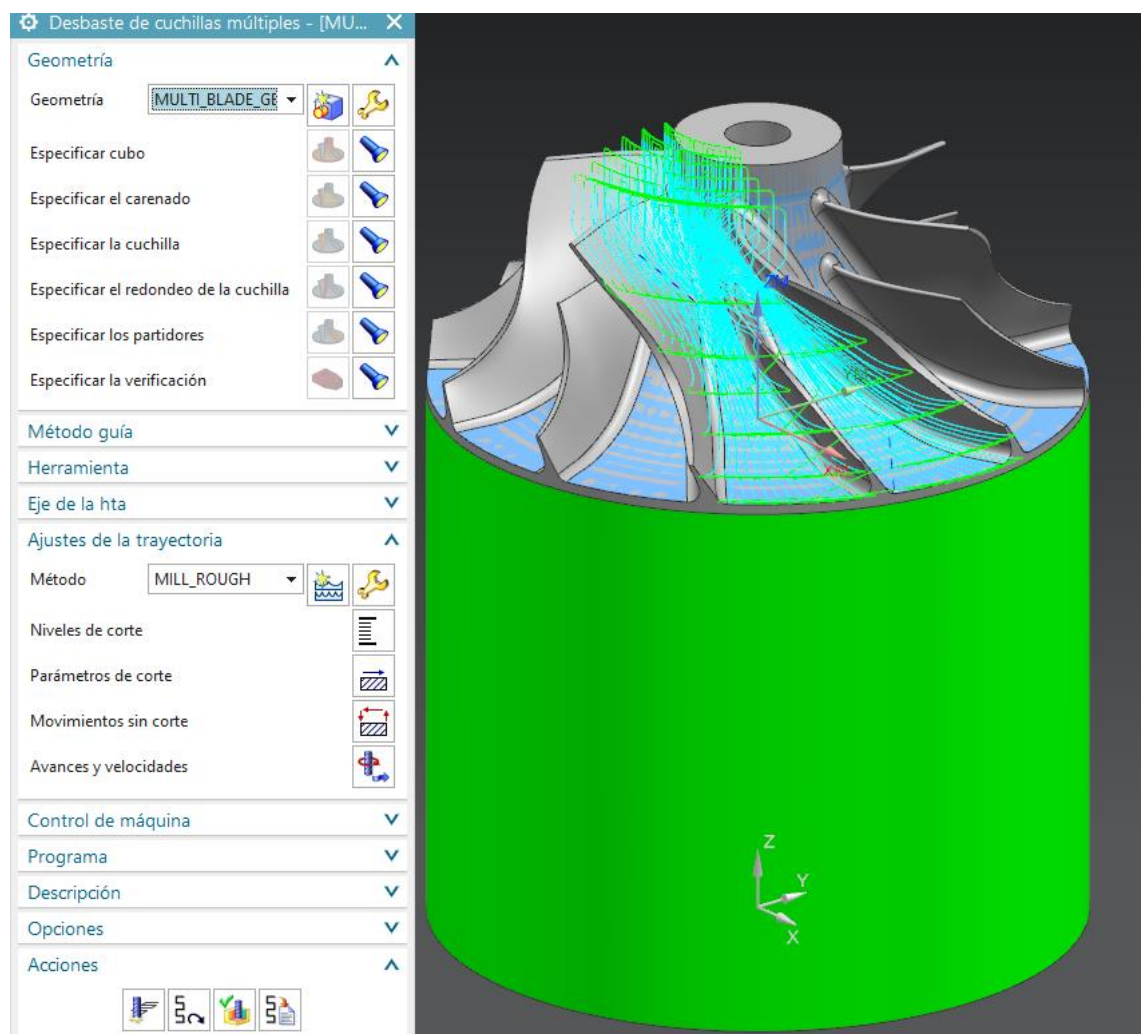 Desbaste de cuchillas múltiples - [MU...
Geometría
Geometría MULTI_BLADE_GE
Especificar cubo
Especificar el carenado
Especificar la cuchilla
Especificar el redondeo de la cuchilla
Especificar los partidores
Especificar la verificación
Método guía
Herramienta
Eje de la hta
Ajustes de la trayectoria
Método MILL_ROUGH
Niveles de corte
Parámetros de corte
Movimientos sin corte
Avances y velocidades
Control de máquina
Programa
Descripción
Opciones
Acciones
Z
Y
X